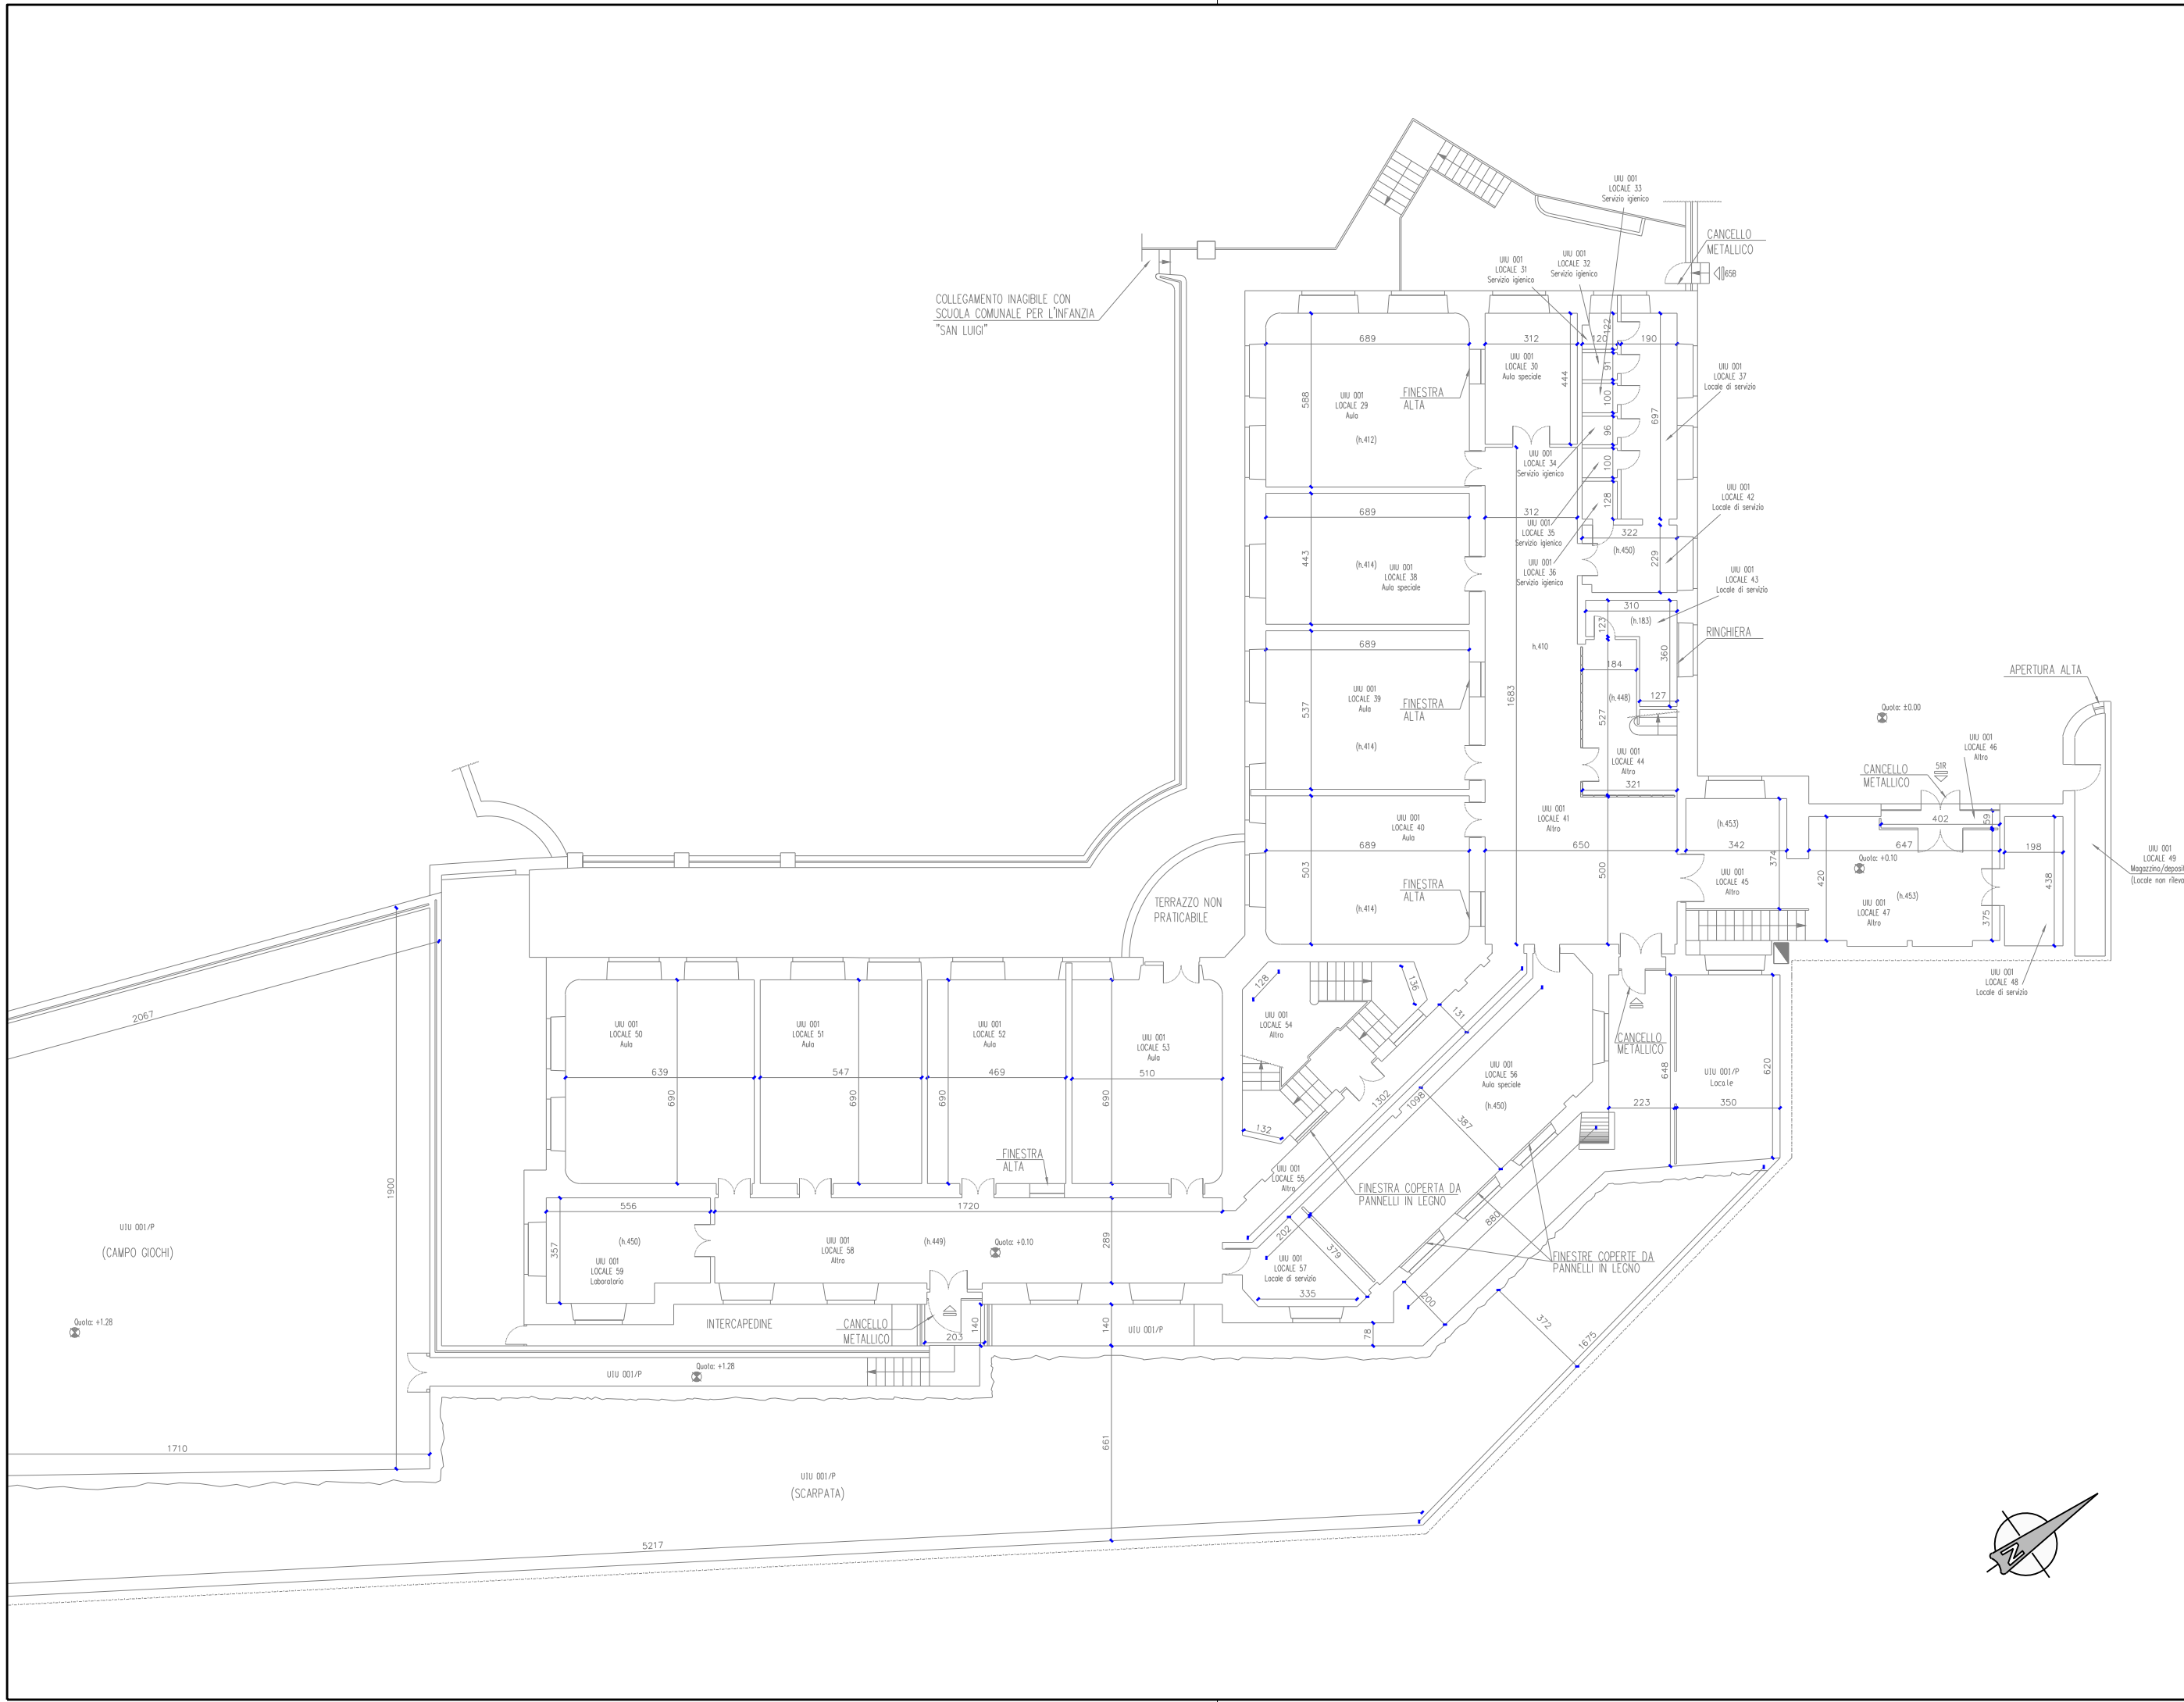 UIU 001
LOCALE 33
Servizio igienico
CANCELLO
METALLICO
65B
UIU 001
LOCALE 31
Servizio igienico
UIU 001
LOCALE 32
Servizio igienico
COLLEGAMENTO INAGIBILE CON
SCUOLA COMUNALE PER L'INFANZIA
"SAN LUIGI"
689
312
120
122
190
UIU 001
LOCALE 29
Aula
(h.412)
588
FINESTRA
ALTA
UIU 001
LOCALE 30
Aula speciale
444
91
100
96
100
128
697
UIU 001
LOCALE 37
Locale di servizio
UIU 001
LOCALE 34
Servizio igienico
UIU 001
LOCALE 35
Servizio igienico
UIU 001
LOCALE 36
Servizio igienico
UIU 001
LOCALE 42
Locale di servizio
689
312
322
(h.450)
229
443
(h.414)
UIU 001
LOCALE 38
Aula speciale
UIU 001
LOCALE 43
Locale di servizio
310
(h.183)
123
360
RINGHIERA
689
h.410
184
(h.448)
127
527
1683
UIU 001
LOCALE 39
Aula
(h.414)
537
FINESTRA
ALTA
UIU 001
LOCALE 44
Altro
321
APERTURA ALTA
Quota: ±0.00
UIU 001
LOCALE 46
Altro
51R
CANCELLO
METALLICO
UIU 001
LOCALE 40
Aula
689
503
(h.414)
FINESTRA
ALTA
UIU 001
LOCALE 41
Altro
650
500
(h.453)
342
374
UIU 001
LOCALE 45
Altro
402
59
647
198
Quota: +0.10
(h.453)
420
375
438
UIU 001
LOCALE 47
Altro
UIU 001
LOCALE 49
UIU 001
LOCALE 48
Locale di servizio
TERRAZZO NON
PRATICABILE
2067
UIU 001
LOCALE 50
Aula
639
690
UIU 001
LOCALE 51
Aula
547
690
UIU 001
LOCALE 52
Aula
469
690
UIU 001
LOCALE 53
Aula
510
690
FINESTRA
ALTA
128
136
UIU 001
LOCALE 54
Altro
131
132
1302
1098
387
UIU 001
LOCALE 56
Aula speciale
(h.450)
CANCELLO
METALLICO
648
223
350
620
UIU 001/P
Locale
UIU 001
LOCALE 55
Altro
FINESTRA COPERTA DA
PANNELLI IN LEGNO
880
FINESTRE COPERTE DA
PANNELLI IN LEGNO
202
379
UIU 001
LOCALE 57
Locale di servizio
335
200
78
372
1675
1900
UIU 001/P
(CAMPO GIOCHI)
Quota: +1.28
556
357
(h.450)
UIU 001
LOCALE 59
Laboratorio
1720
UIU 001
LOCALE 58
Altro
(h.449)
Quota: +0.10
289
INTERCAPEDINE
CANCELLO
METALLICO
203
140
140
UIU 001/P
UIU 001/P
Quota: +1.28
1710
661
UIU 001/P
(SCARPATA)
5217
N